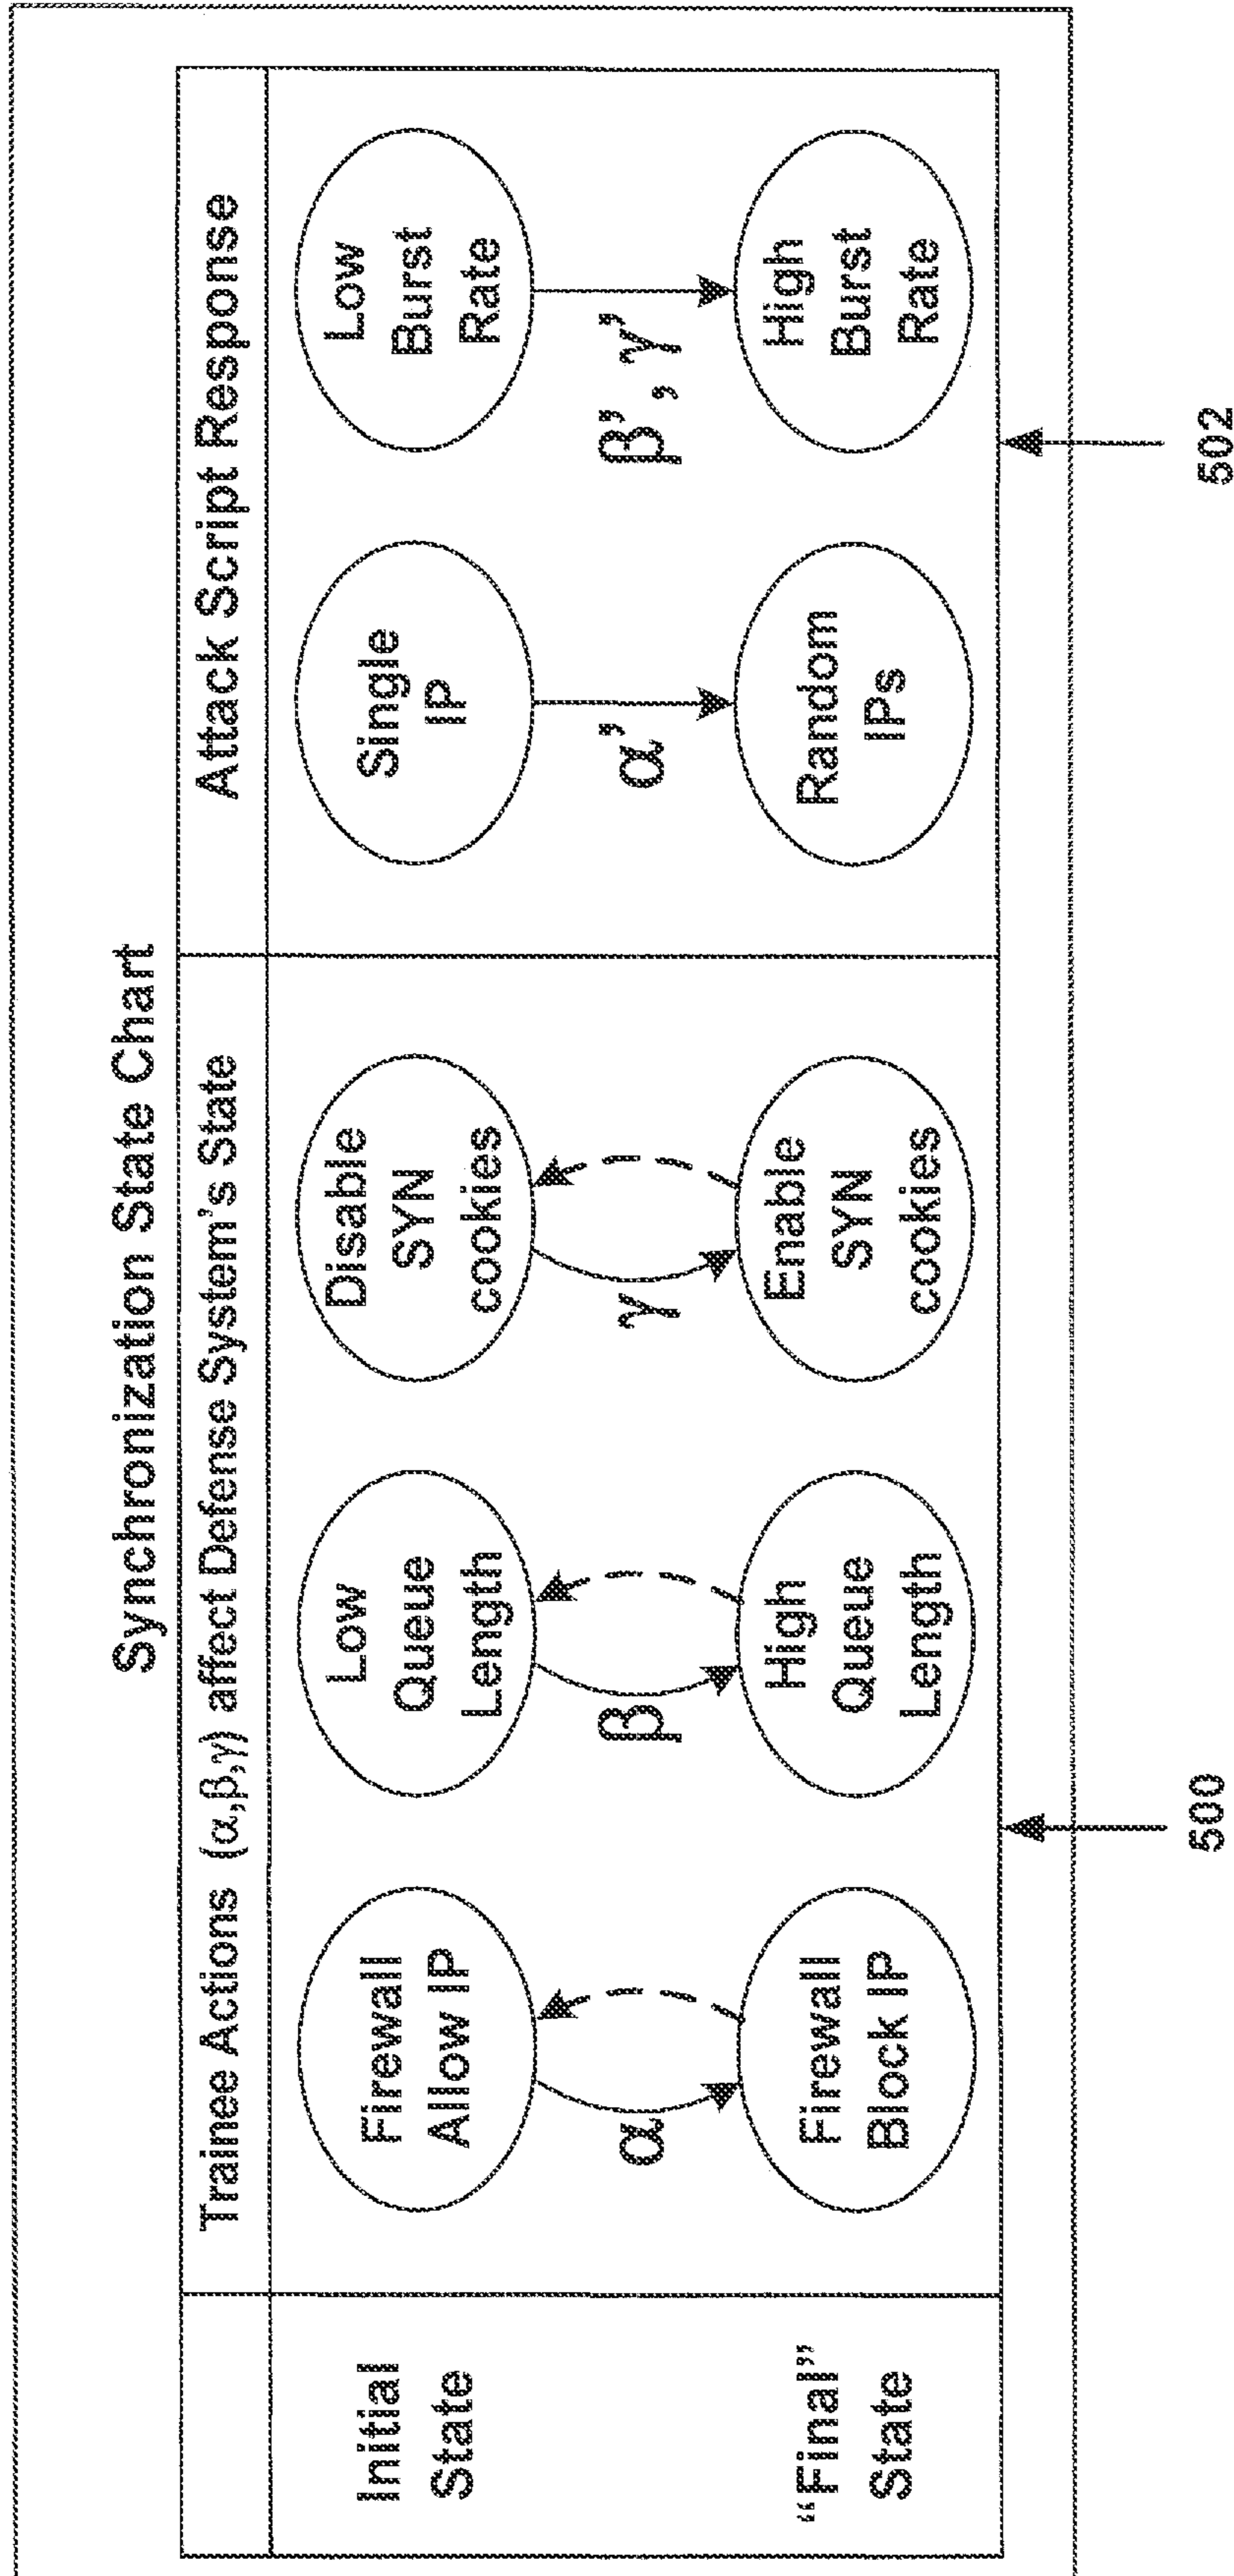 Synchronization State Chart
Trainee Actions (α,β,γ) affect Defense System's State
Attack Script Response
Initial
State
Firewall
Allow IP
Low
Queue
Length
Disable
SYN
cookies
Single
IP
Low
Burst
Rate
α
β
γ
α'
β', γ'
“Final”
State
Firewall
Block IP
High
Queue
Length
Enable
SYN
cookies
Random
IPs
High
Burst
Rate
500
502